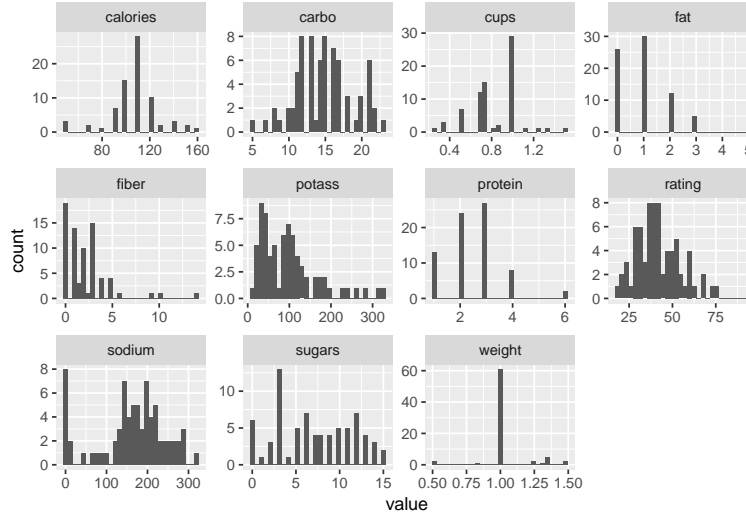 calories carbo cups fat
20 10 0 8 6 4 2 0 30 20 10 0 30 20 10 0
80 120 160 5 10 15 20 0.4 0.8 1.2 0 1 2 3 4 5
fiber potass protein rating
15 10 5 0 7.5 5.0 2.5 0.0 20 10 0 8 6 4 2 0
0 5 10 0 100 200 300 2 4 6 25 50 75
sodium sugars weight
8 6 4 2 0 10 5 0 60 40 20 0
0 100 200 300 0 5 10 15 0.50 0.75 1.00 1.25 1.50
count
value